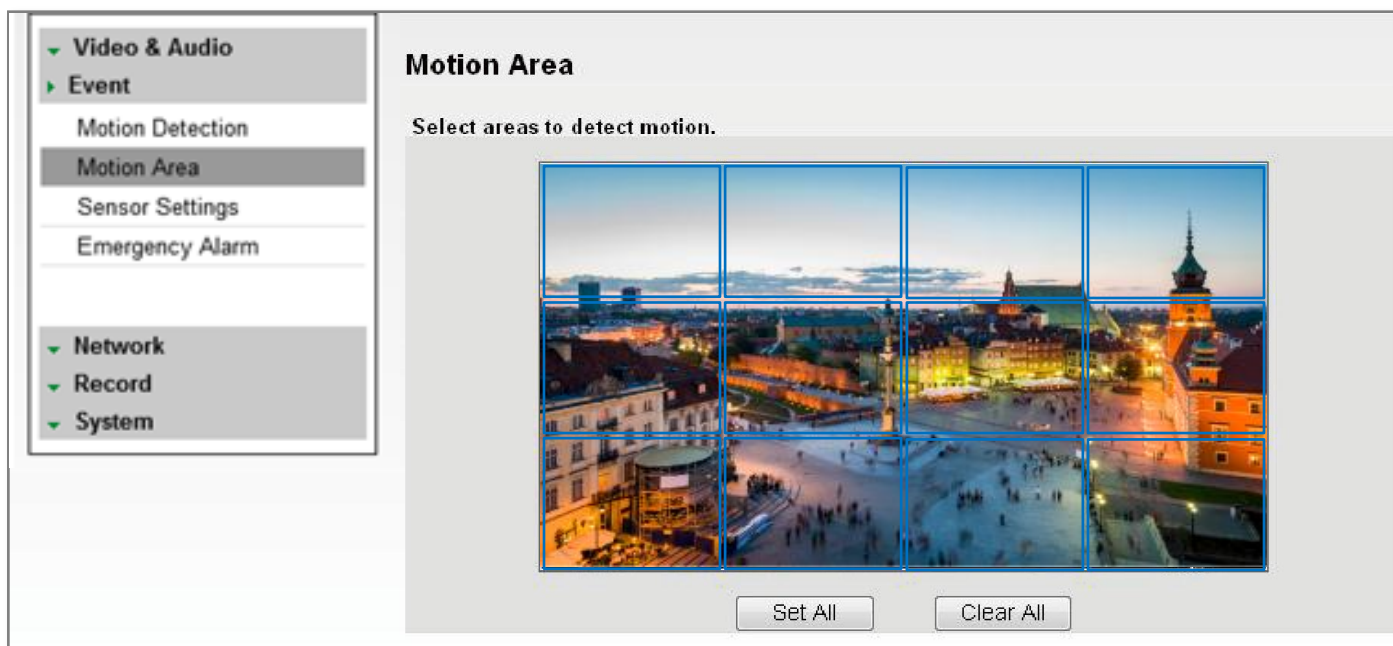 Video & Audio
Event
Motion Detection
Motion Area
Sensor Settings
Emergency Alarm
Network
Record
System
Motion Area
Select areas to detect motion.
Set All
Clear All